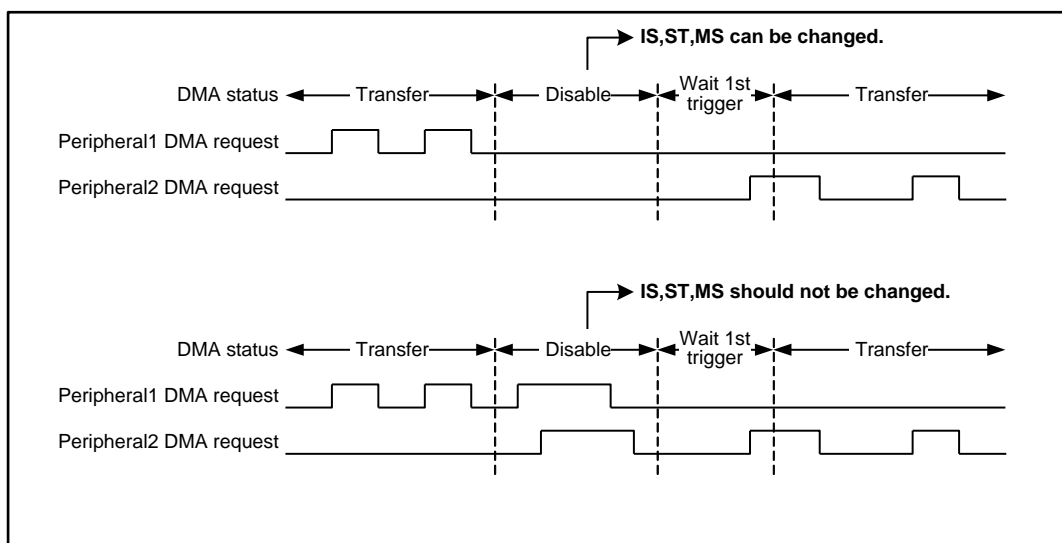 IS,ST,MS can be changed.
DMA status Transfer Disable Wait 1st trigger Transfer
Peripheral1 DMA request
Peripheral2 DMA request
IS,ST,MS should not be changed.
DMA status Transfer Disable Wait 1st trigger Transfer
Peripheral1 DMA request
Peripheral2 DMA request